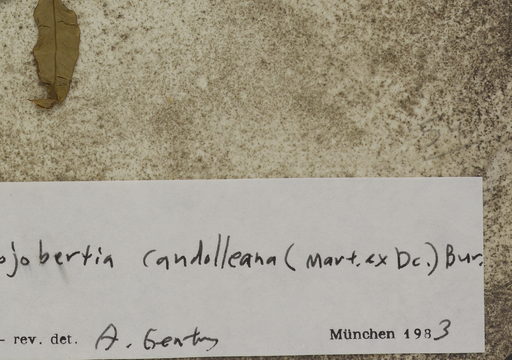 ojobertia candolleana (Mart. ex Dc.) Bur.
- rev. det. A. Gentry München 1983